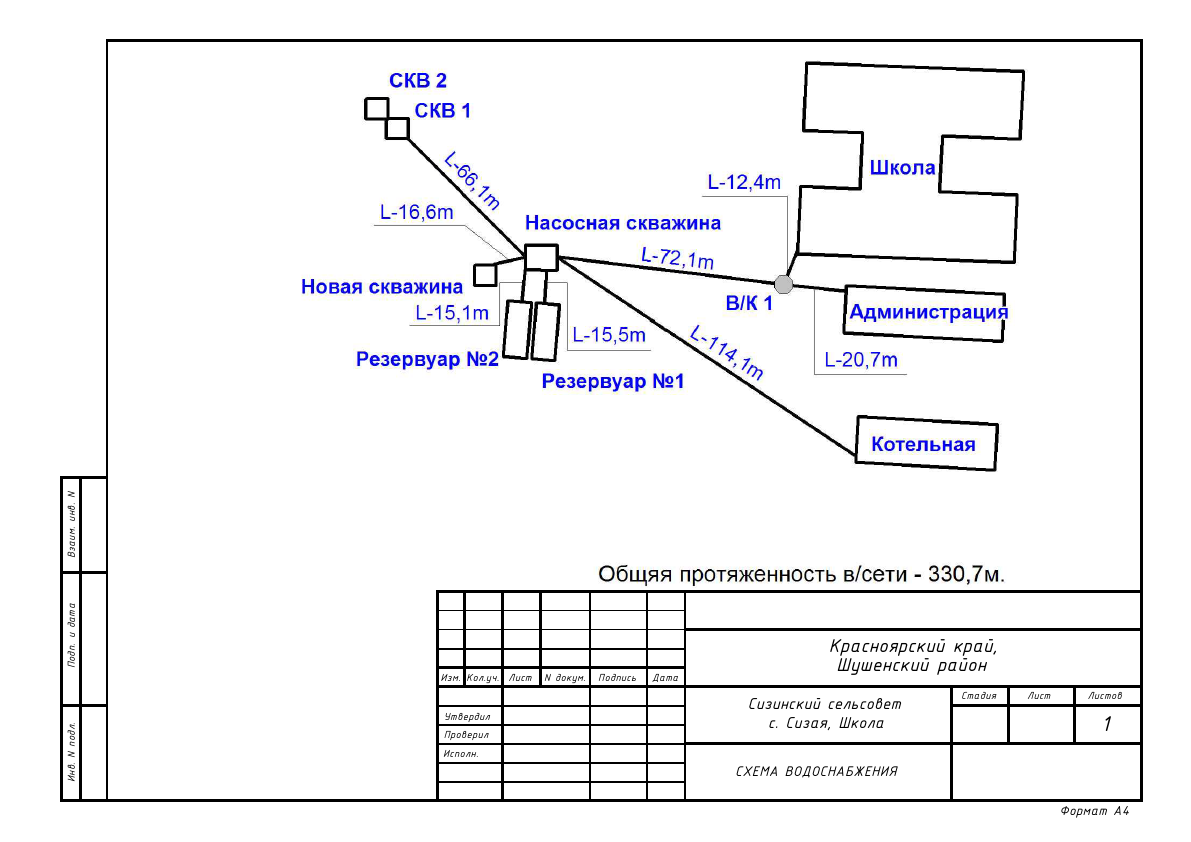 СКВ 2
СКВ 1
L-66,1m
L-16,6m
Насосная скважина
Новая скважина
L-15,1m
L-15,5m
Резервуар №2
Резервуар №1
L-72,1m
L-12,4m
Школа
В/К 1
Администрация
L-20,7m
L-114,1m
Котельная
Общяя протяженность в/сети - 330,7м.
Взаим. инв. N
Подп. и дата
Инв. N подл.
Красноярский край,
Шушенский район
Изм. Кол.уч. Лист N докум. Подпись Дата
Сизинский сельсовет
с. Сизая, Школа
Стадия Лист Листов
1
Утвердил
Проверил
Исполн.
СХЕМА ВОДОСНАБЖЕНИЯ
Формат А4